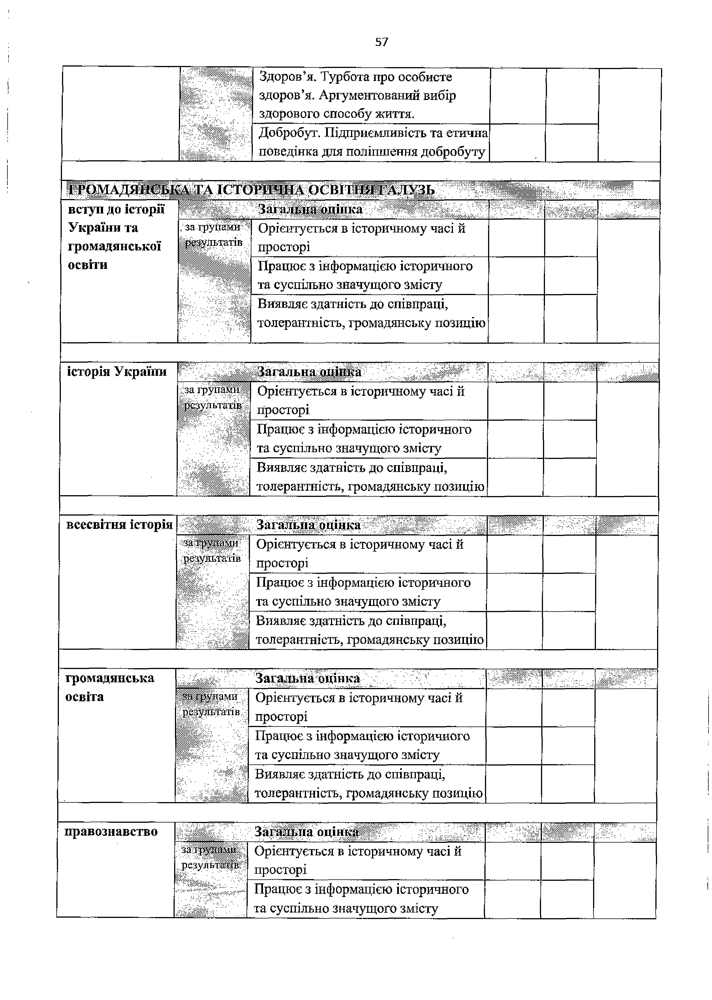 57
Здоров’я. Турбота про особисте
здоров’я. Аргументований вибір
здорового способу життя.
Добробут. Підприємливість та етична
поведінка для поліпшення добробуту
ГРОМАДЯНСЬКА ТА ІСТОРИЧНА ОСВІТНЯ ГАЛУЗЬ
вступ до історії
України та
громадянської
освіти
Загальна оцінка
за групами
результатів
Орієнтується в історичному часі й
просторі
Працює з інформацією історичного
та суспільно значущого змісту
Виявляє здатність до співпраці,
толерантність, громадянську позицію
історія України
Загальна оцінка
за групами
результатів
Орієнтується в історичному часі й
просторі
Працює з інформацією історичного
та суспільно значущого змісту
Виявляє здатність до співпраці,
толерантність, громадянську позицію
всесвітня історія
Загальна оцінка
за групами
результатів
Орієнтується в історичному часі й
просторі
Працює з інформацією історичного
та суспільно значущого змісту
Виявляє здатність до співпраці,
толерантність, громадянську позицію
громадянська
освіта
Загальна оцінка
за групами
результатів
Орієнтується в історичному часі й
просторі
Працює з інформацією історичного
та суспільно значущого змісту
Виявляє здатність до співпраці,
толерантність, громадянську позицію
правознавство
Загальна оцінка
за групами
результатів
Орієнтується в історичному часі й
просторі
Працює з інформацією історичного
та суспільно значущого змісту